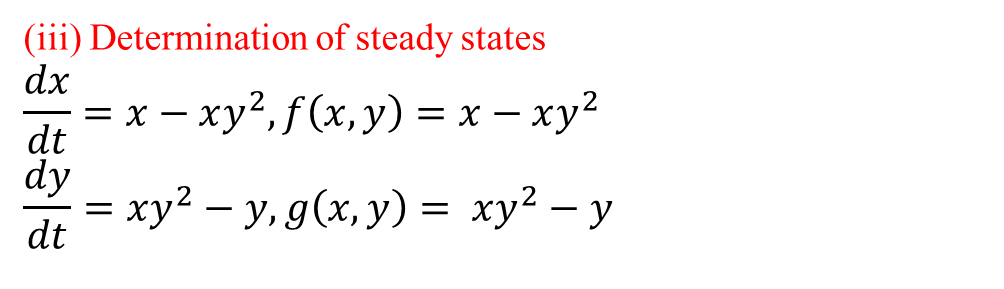 (iii) Determination of steady states
dx/dt = x − xy², f(x, y) = x − xy²
dy/dt = xy² − y, g(x, y) = xy² − y